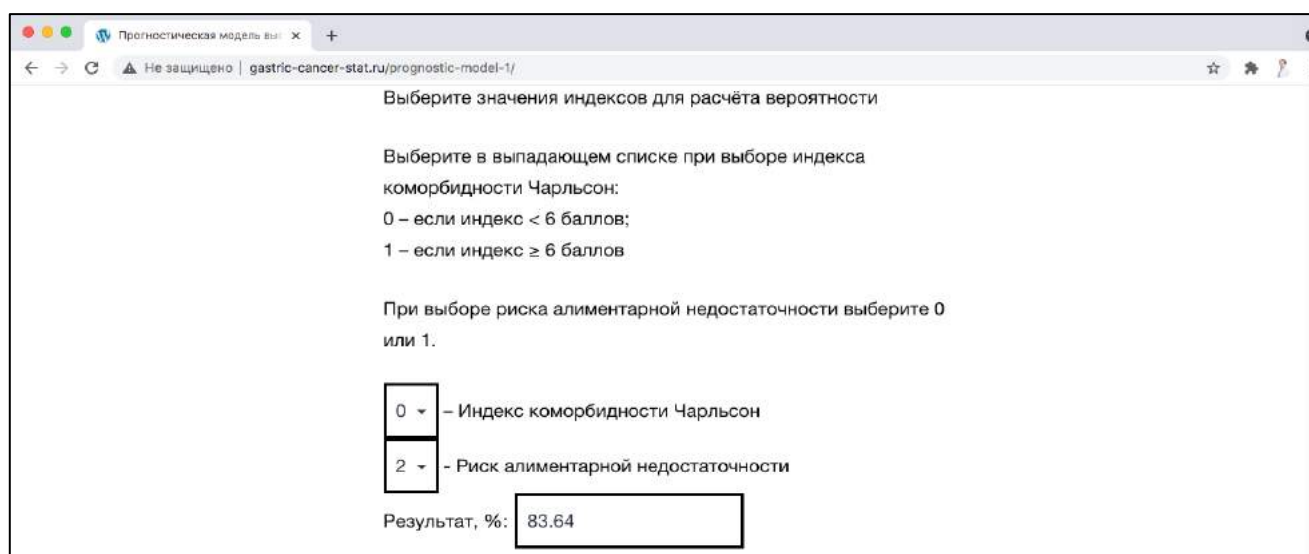 Прогностическая модель вы
Не защищено | gastric-cancer-stat.ru/prognostic-model-1/
Выберите значения индексов для расчёта вероятности
Выберите в выпадающем списке при выборе индекса
коморбидности Чарльсон:
0 – если индекс < 6 баллов;
1 – если индекс ≥ 6 баллов
При выборе риска алиментарной недостаточности выберите 0
или 1.
0 – Индекс коморбидности Чарльсон
2 - Риск алиментарной недостаточности
Результат, %: 83.64